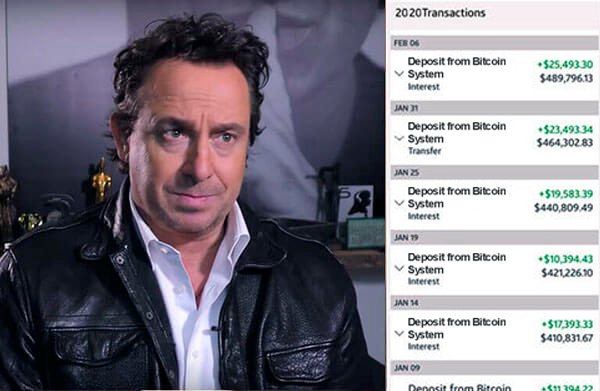 2020Transactions
FEB 06
Deposit from Bitcoin
System
Interest
+$25,493.30
$489,796.13
JAN 31
Deposit from Bitcoin
System
Transfer
+$23,493.34
$464,302.83
JAN 25
Deposit from Bitcoin
System
Interest
+$19,583.39
$440,809.49
JAN 19
Deposit from Bitcoin
System
Interest
+$10,394.43
$421,226.10
JAN 14
Deposit from Bitcoin
System
Interest
+$17,393.33
$410,831.67
JAN 09
Deposit from Bitcoin
+$11,394.22